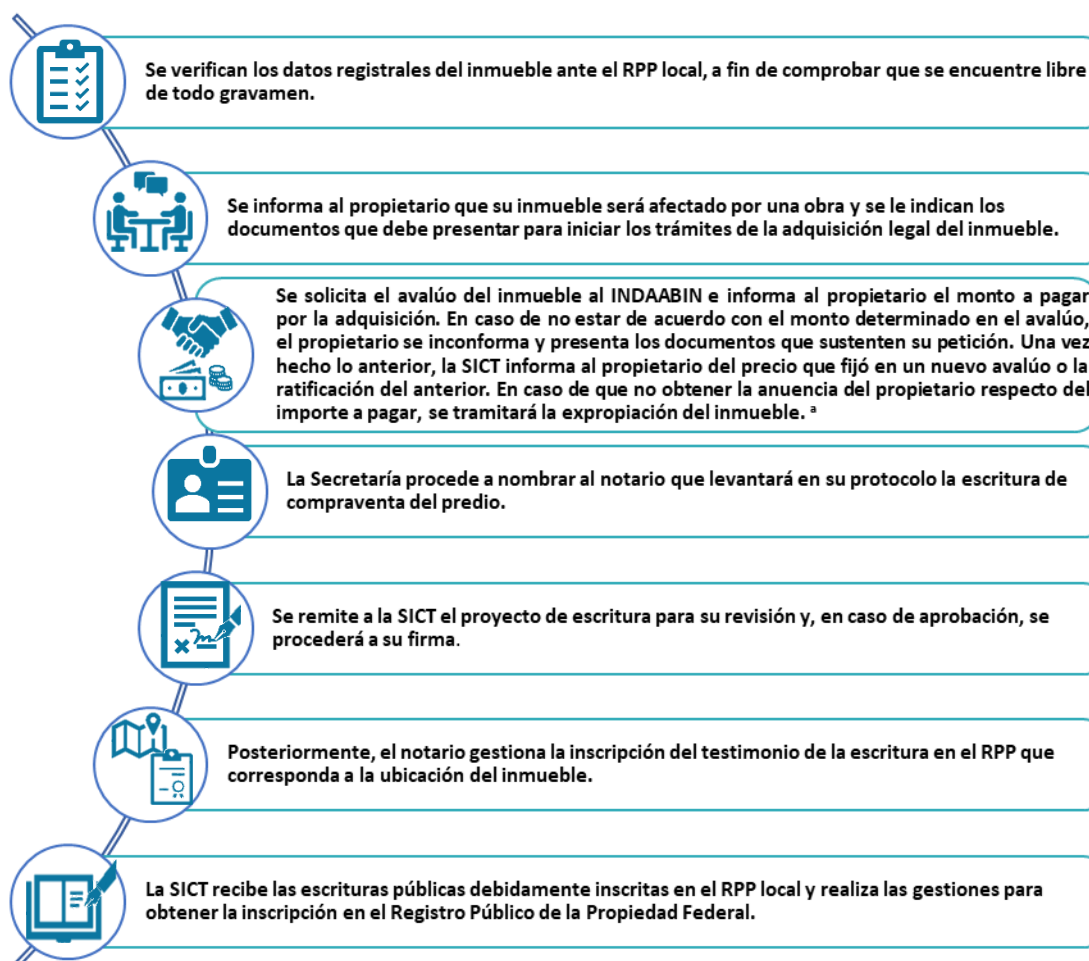 Se verifican los datos registrales del inmueble ante el RPP local, a fin de comprobar que se encuentre libre
de todo gravamen.
Se informa al propietario que su inmueble será afectado por una obra y se le indican los
documentos que debe presentar para iniciar los trámites de la adquisición legal del inmueble.
Se solicita el avalúo del inmueble al INDAABIN e informa al propietario el monto a pagar
por la adquisición. En caso de no estar de acuerdo con el monto determinado en el avalúo,
el propietario se inconforma y presenta los documentos que sustenten su petición. Una vez
hecho lo anterior, la SICT informa al propietario del precio que fijó en un nuevo avalúo o la
ratificación del anterior. En caso de que no obtener la anuencia del propietario respecto del
importe a pagar, se tramitará la expropiación del inmueble. ª
La Secretaría procede a nombrar al notario que levantará en su protocolo la escritura de
compraventa del predio.
Se remite a la SICT el proyecto de escritura para su revisión y, en caso de aprobación, se
procederá a su firma.
Posteriormente, el notario gestiona la inscripción del testimonio de la escritura en el RPP que
corresponda a la ubicación del inmueble.
La SICT recibe las escrituras públicas debidamente inscritas en el RPP local y realiza las gestiones para
obtener la inscripción en el Registro Público de la Propiedad Federal.